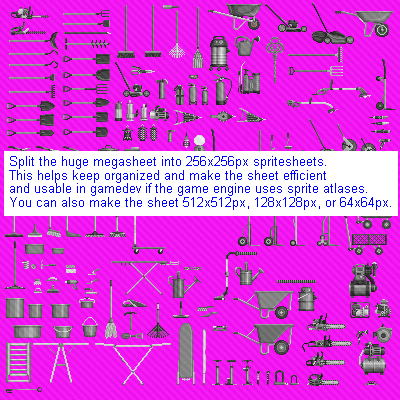 Split the huge megasheet into 256x256px spritesheets.
This helps keep organized and make the sheet efficient
and usable in gamedev if the game engine uses sprite atlases.
You can also make the sheet 512x512px, 128x128px, or 64x64px.